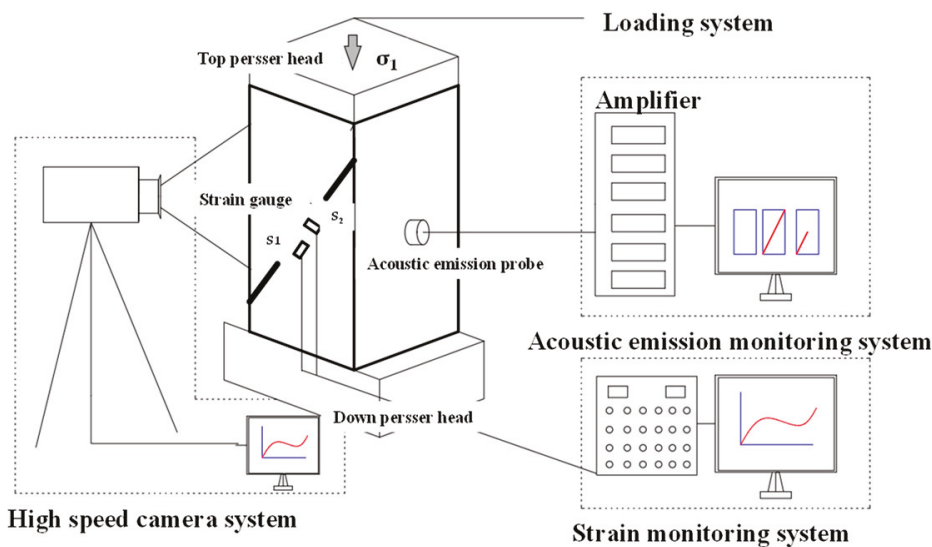 Loading system
Top persser head
σ1
Amplifier
Strain gauge
S2
S1
Acoustic emission probe
Acoustic emission monitoring system
Down persser head
High speed camera system
Strain monitoring system